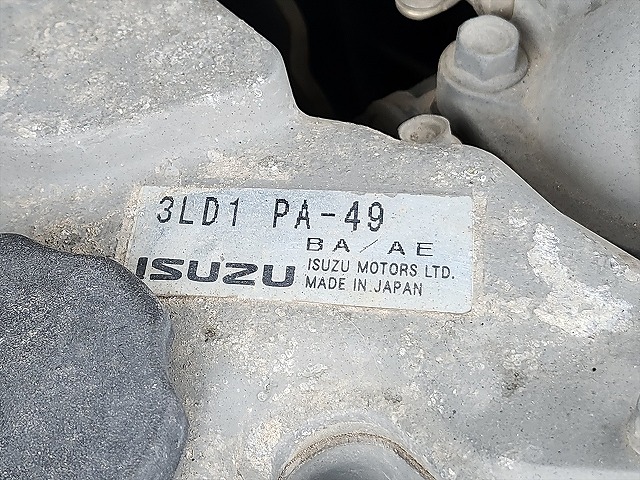 3LD1 PA-49
BA/AE
ISUZU
ISUZU MOTORS LTD.
MADE IN JAPAN